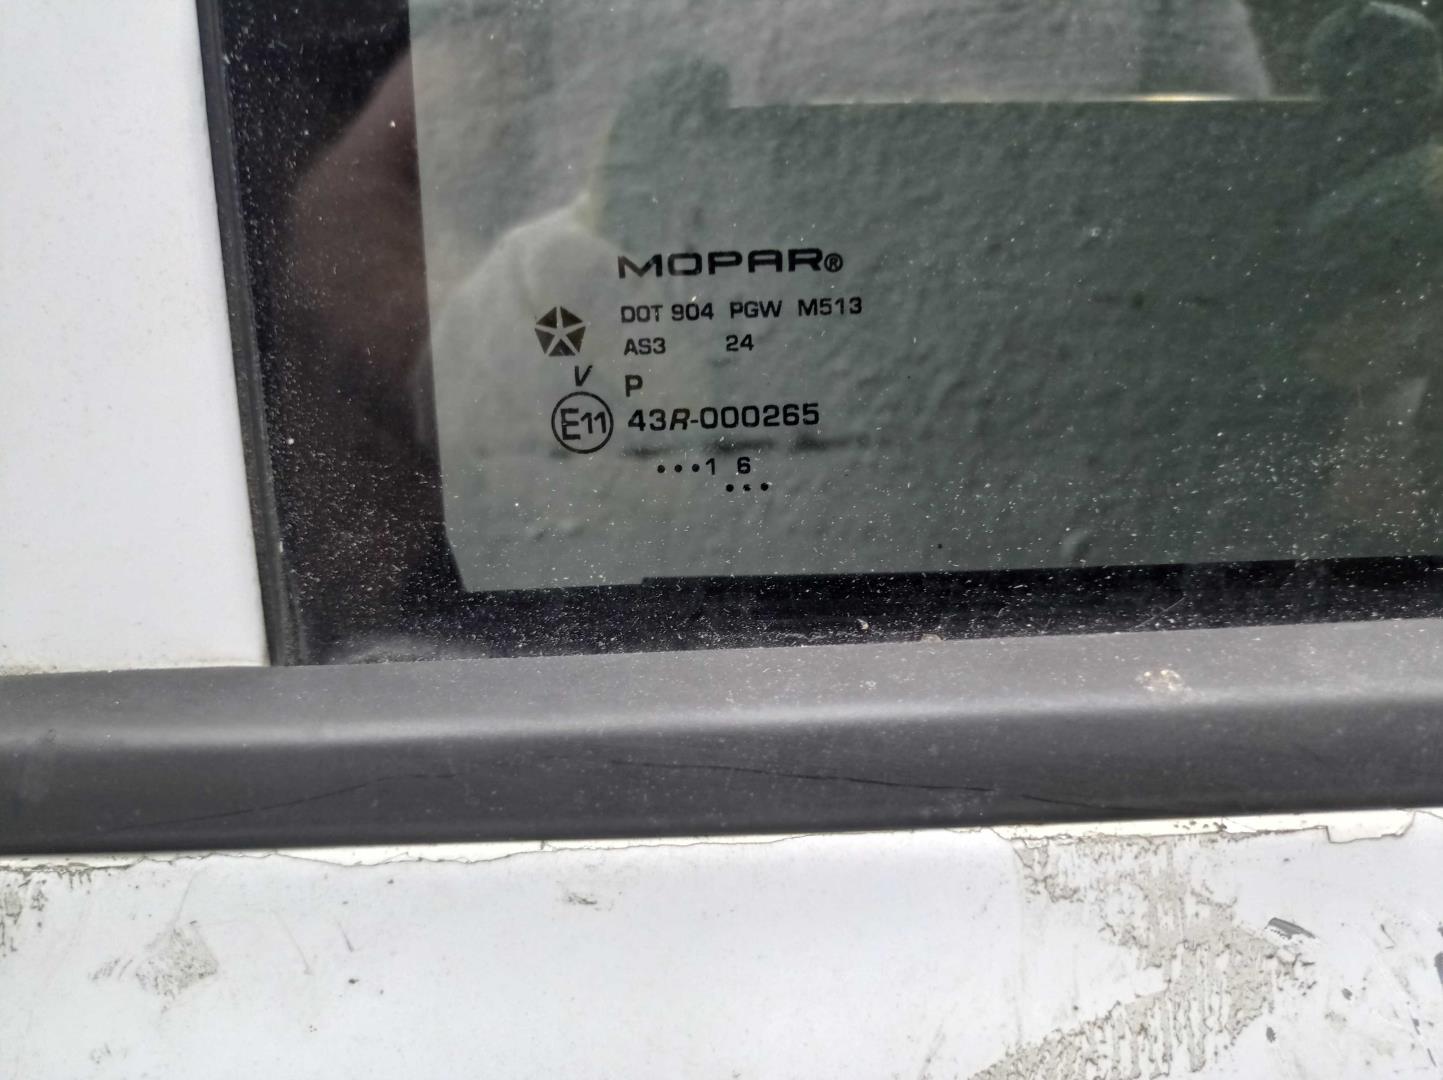 MOPAR®
DOT 904 PGW M513
AS3 24
V P
E11 43R-000265
•••1 6
•••